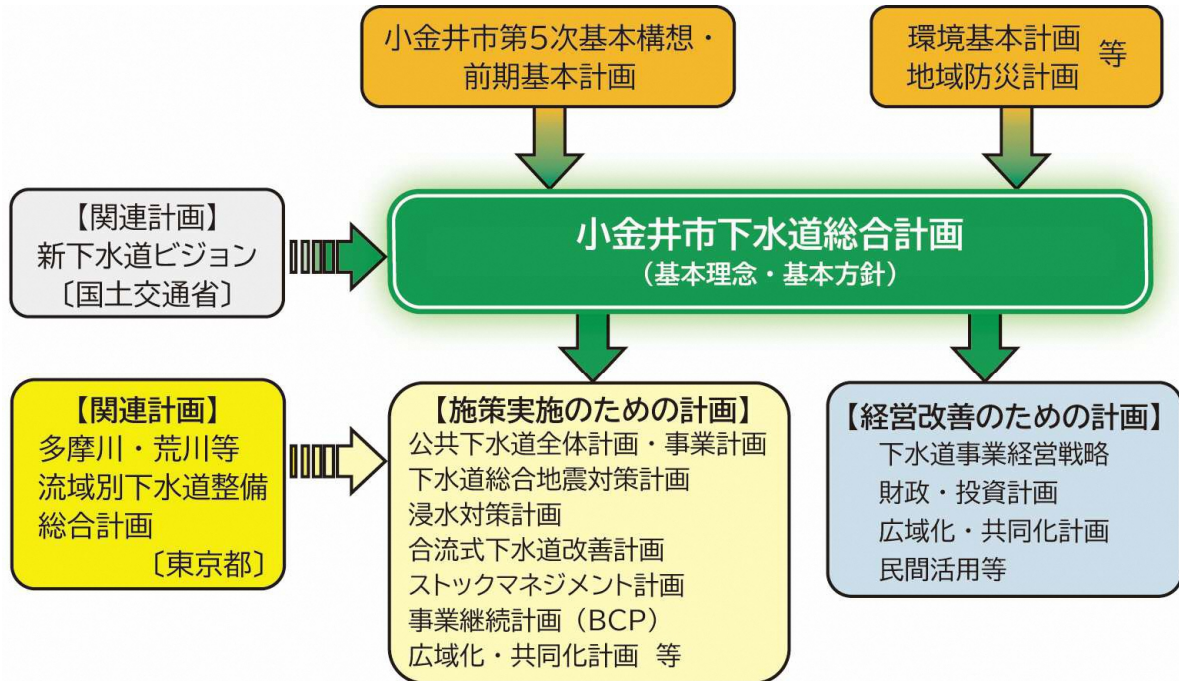 小金井市第5次基本構想・
前期基本計画
環境基本計画
地域防災計画 等
【関連計画】
新下水道ビジョン
〔国土交通省〕
小金井市下水道総合計画
（基本理念・基本方針）
【関連計画】
多摩川・荒川等
流域別下水道整備
総合計画
〔東京都〕
【施策実施のための計画】
公共下水道全体計画・事業計画
下水道総合地震対策計画
浸水対策計画
合流式下水道改善計画
ストックマネジメント計画
事業継続計画（BCP）
広域化・共同化計画 等
【経営改善のための計画】
下水道事業経営戦略
財政・投資計画
広域化・共同化計画
民間活用等